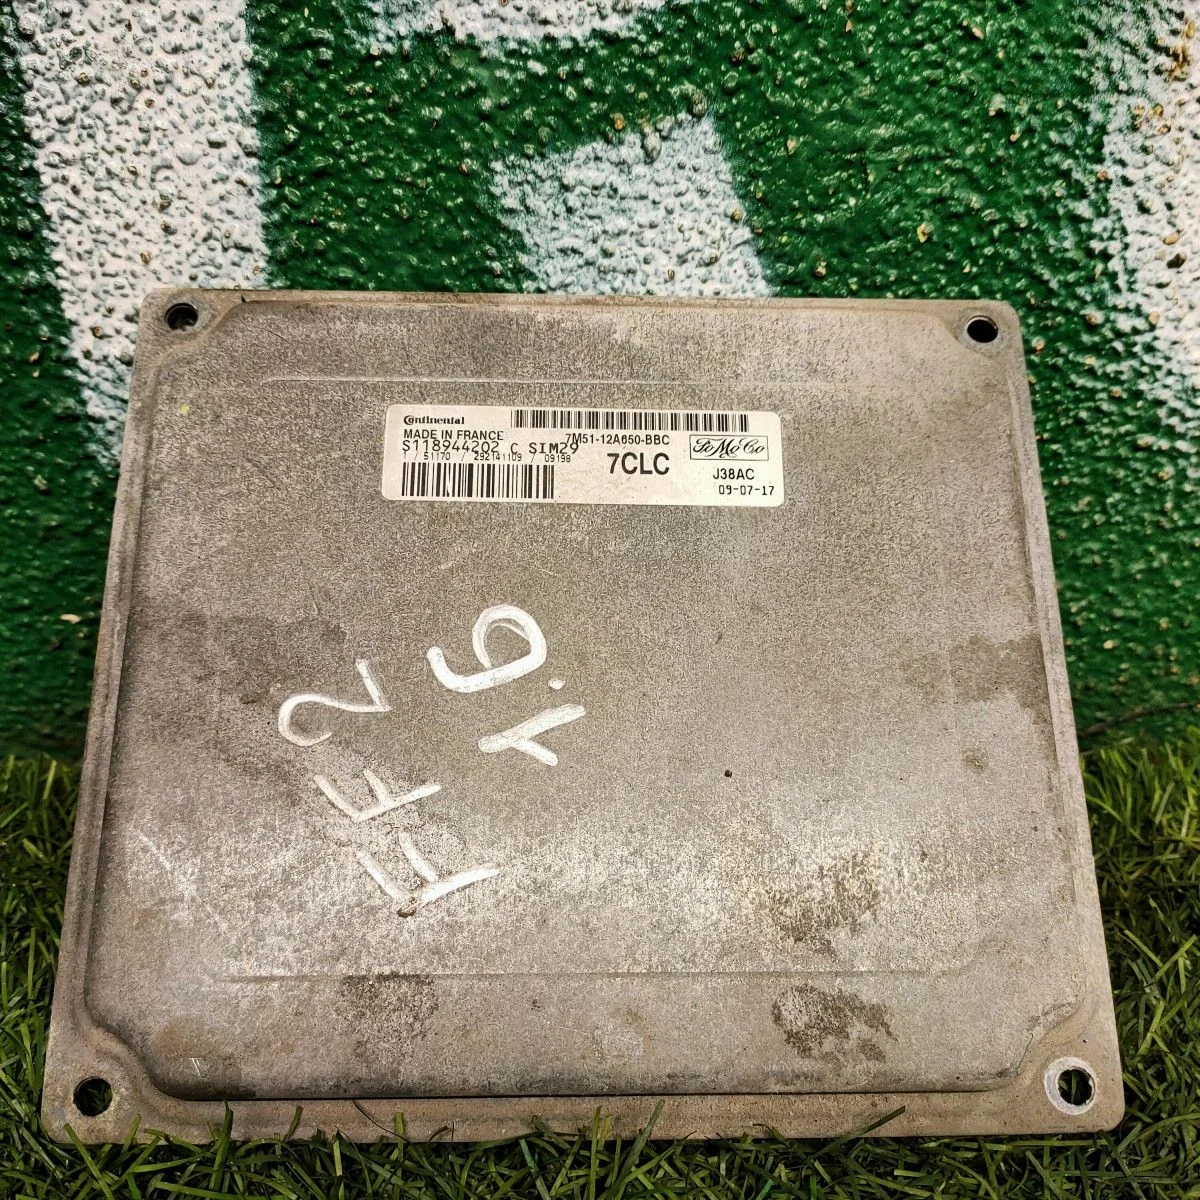 Continental
MADE IN FRANCE
7M51-12A650-BBC
S118944202 C SIM29
/ 51170 / 292141109 / 09198
7CLC
FoMoCo
J38AC
09-07-17
FF2
1.6